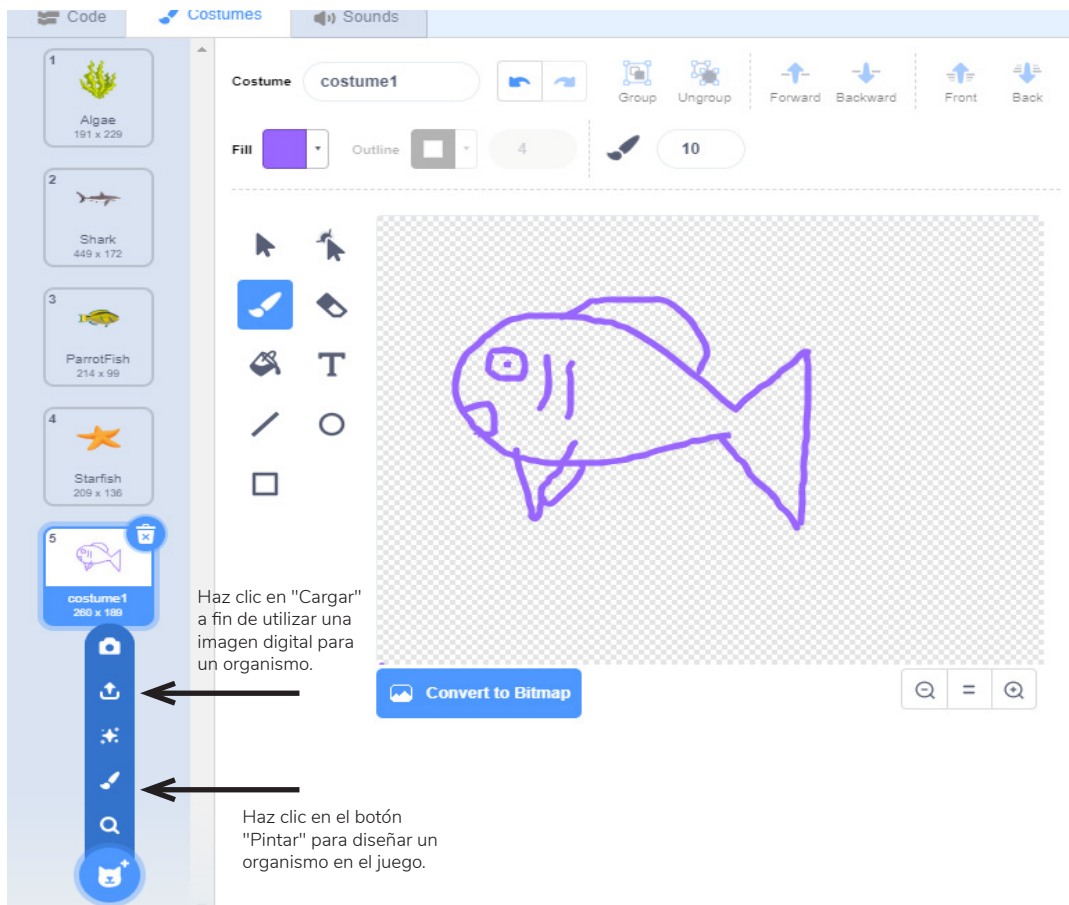 Code
Costumes
Sounds
1
Algae
191 x 229
2
Shark
449 x 172
3
ParrotFish
214 x 99
4
Starfish
209 x 136
5
costume1
260 x 189
Costume
costume1
Group
Ungroup
Forward
Backward
Front
Back
Fill
Outline
4
10
T
Haz clic en "Cargar"
a fin de utilizar una
imagen digital para
un organismo.
Convert to Bitmap
Haz clic en el botón
"Pintar" para diseñar un
organismo en el juego.